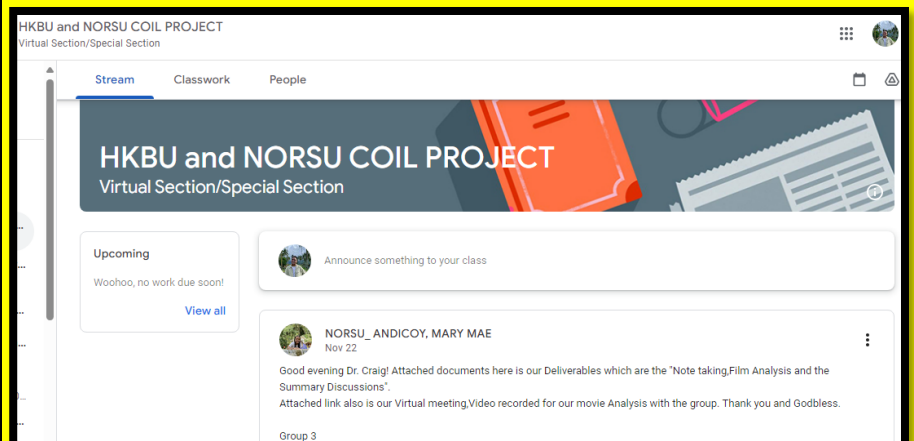 HKBU and NORSU COIL PROJECT
Virtual Section/Special Section
Stream
Classwork
People
HKBU and NORSU COIL PROJECT
Virtual Section/Special Section
Upcoming
Woohoo, no work due soon!
View all
Announce something to your class
NORSU_ ANDICOY, MARY MAE
Nov 22
Good evening Dr. Craig! Attached documents here is our Deliverables which are the "Note taking,Film Analysis and the
Summary Discussions".
Attached link also is our Virtual meeting,Video recorded for our movie Analysis with the group. Thank you and Godbless.
Group 3